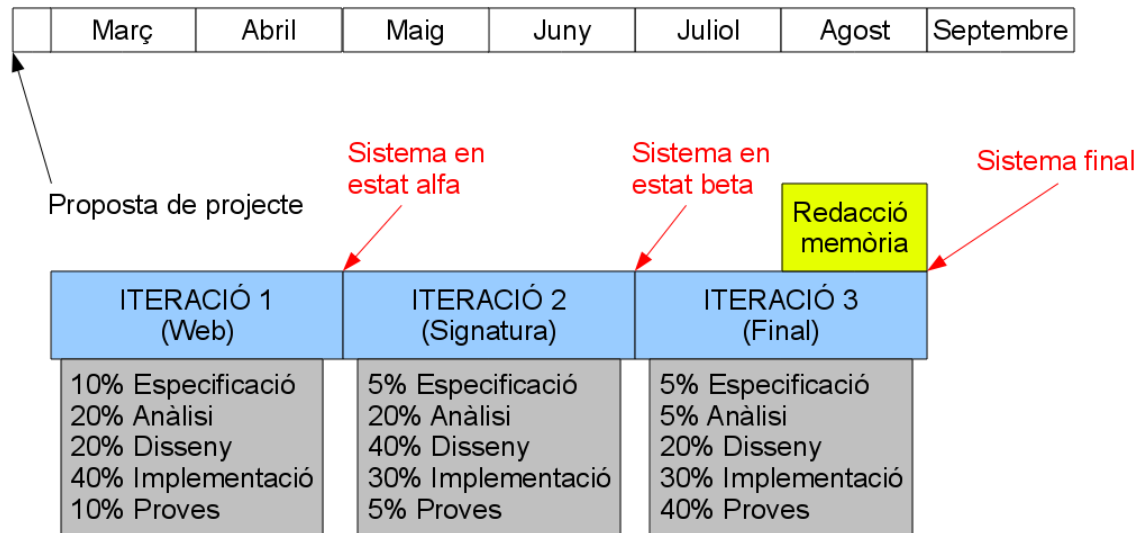 Març
Abril
Maig
Juny
Juliol
Agost
Septembre
Proposta de projecte
Sistema en
estat alfa
Sistema en
estat beta
Sistema final
Redacció
memòria
ITERACIÓ 1
(Web)
ITERACIÓ 2
(Signatura)
ITERACIÓ 3
(Final)
10% Especificació
20% Anàlisi
20% Disseny
40% Implementació
10% Proves
5% Especificació
20% Anàlisi
40% Disseny
30% Implementació
5% Proves
5% Especificació
5% Anàlisi
20% Disseny
30% Implementació
40% Proves